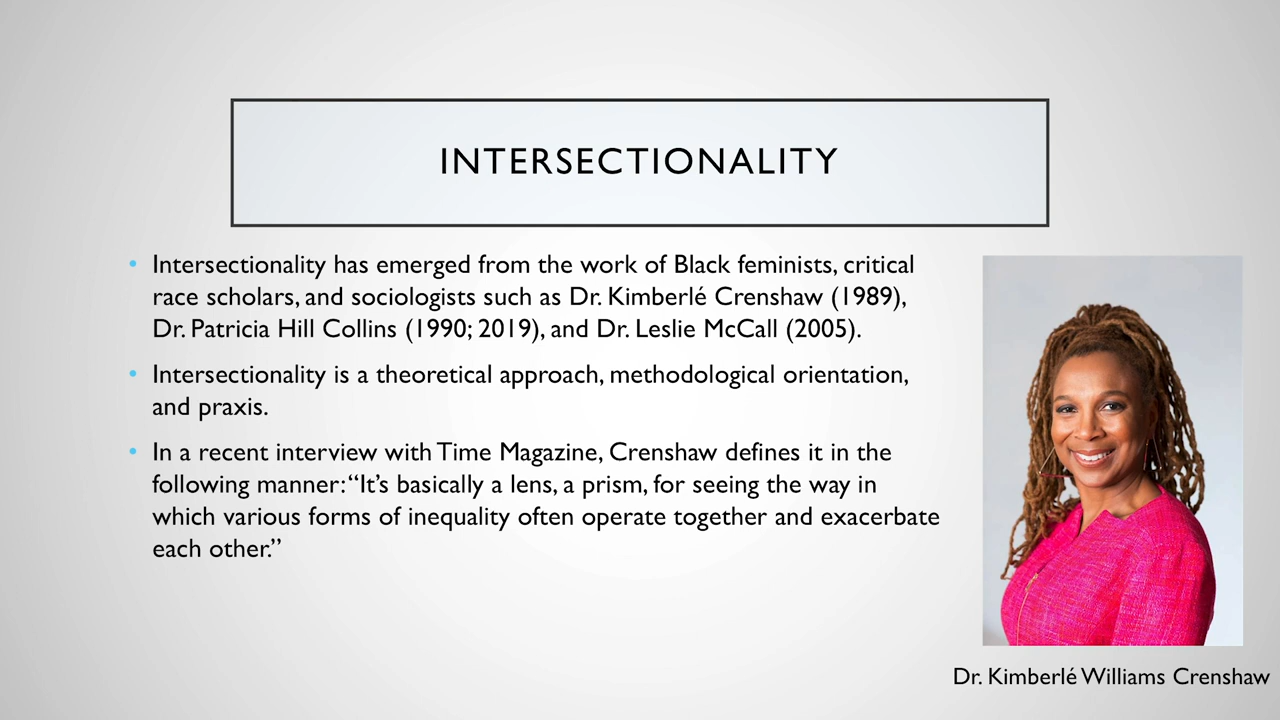 INTERSECTIONALITY
• Intersectionality has emerged from the work of Black feminists, critical
race scholars, and sociologists such as Dr. Kimberlé Crenshaw (1989),
Dr. Patricia Hill Collins (1990; 2019), and Dr. Leslie McCall (2005).
• Intersectionality is a theoretical approach, methodological orientation,
and praxis.
• In a recent interview with Time Magazine, Crenshaw defines it in the
following manner: “It’s basically a lens, a prism, for seeing the way in
which various forms of inequality often operate together and exacerbate
each other.”
Dr. Kimberlé Williams Crenshaw